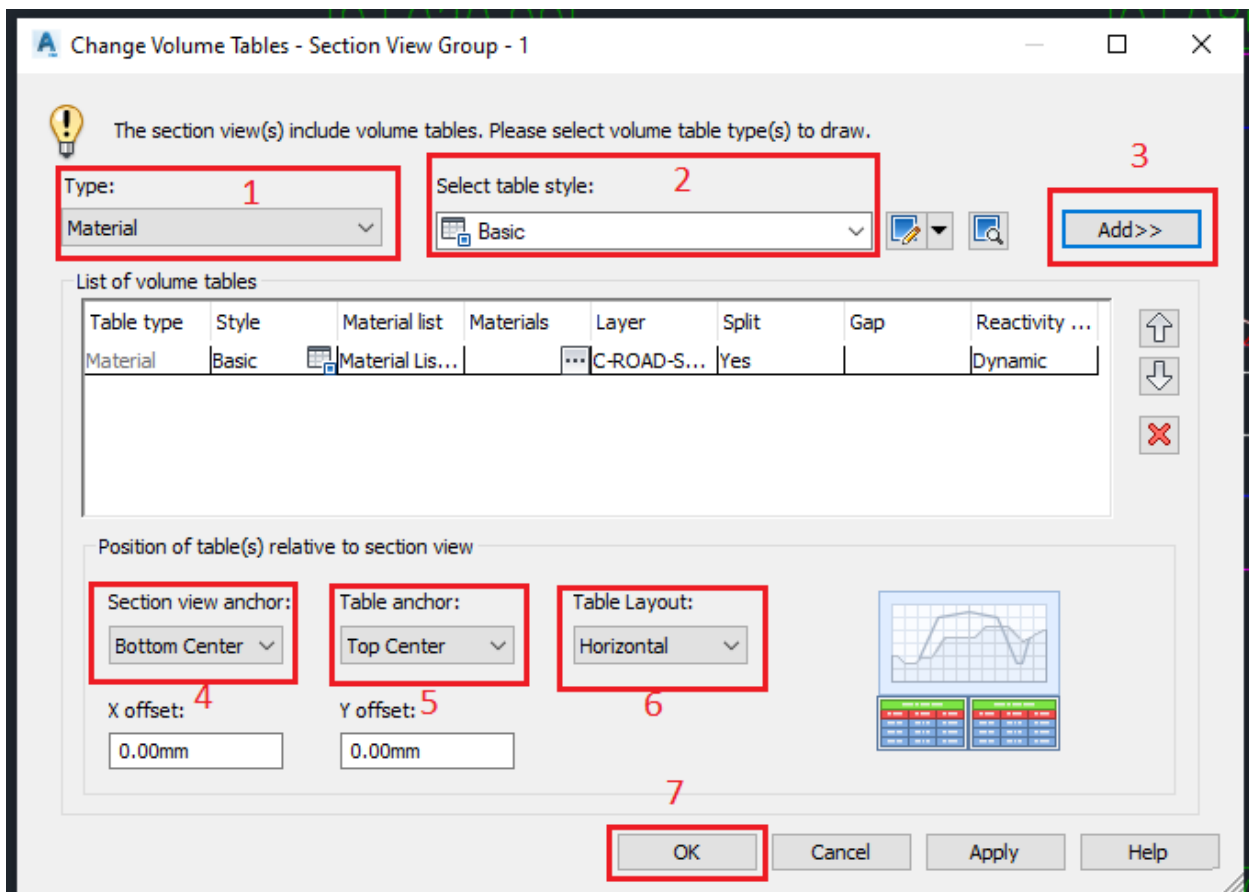 Change Volume Tables - Section View Group - 1
The section view(s) include volume tables. Please select volume table type(s) to draw.
3
Type: 1 Select table style: 2
Material Basic Add>>
List of volume tables
Table type Style Material list Materials Layer Split Gap Reactivity ...
Material Basic Material Lis... ... C-ROAD-S... Yes Dynamic
Position of table(s) relative to section view
Section view anchor: Table anchor: Table Layout:
Bottom Center Top Center Horizontal
4 5 6
X offset: Y offset:
0.00mm 0.00mm
7
OK Cancel Apply Help